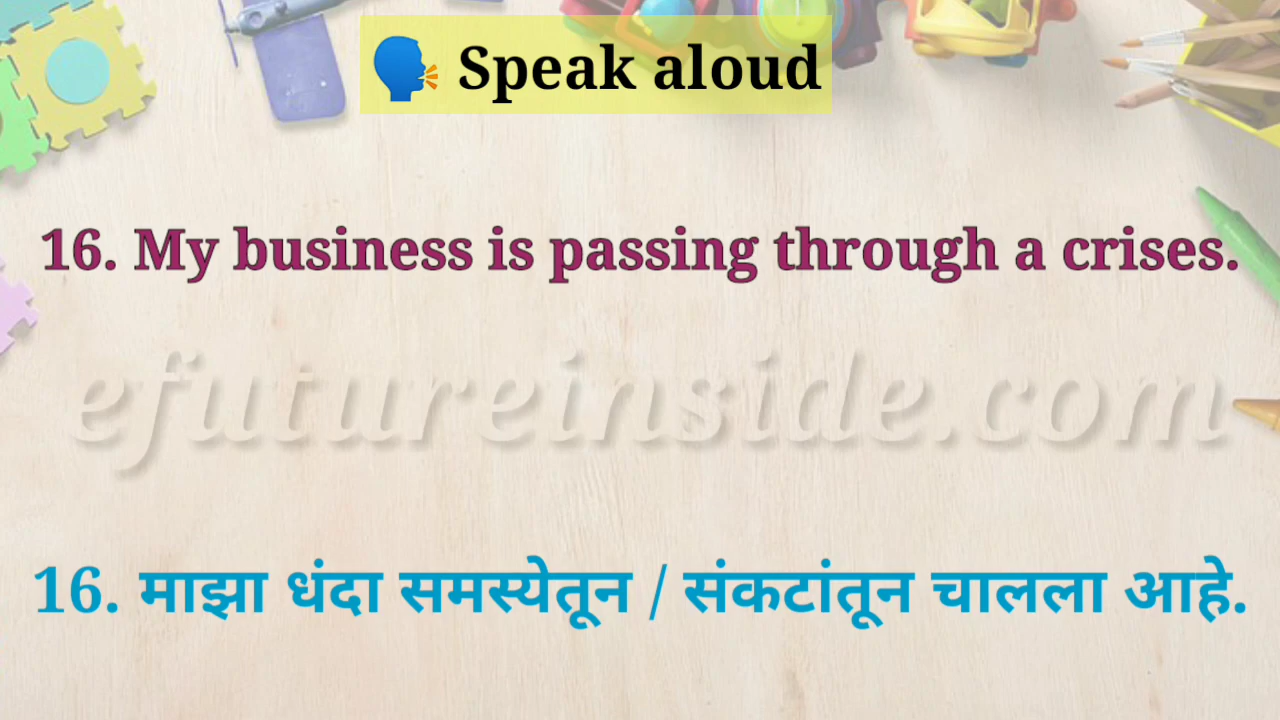 🗣 Speak aloud
16. My business is passing through a crises.
efutureinside.com
16. माझा धंदा समस्येतून / संकटांतून चालला आहे.